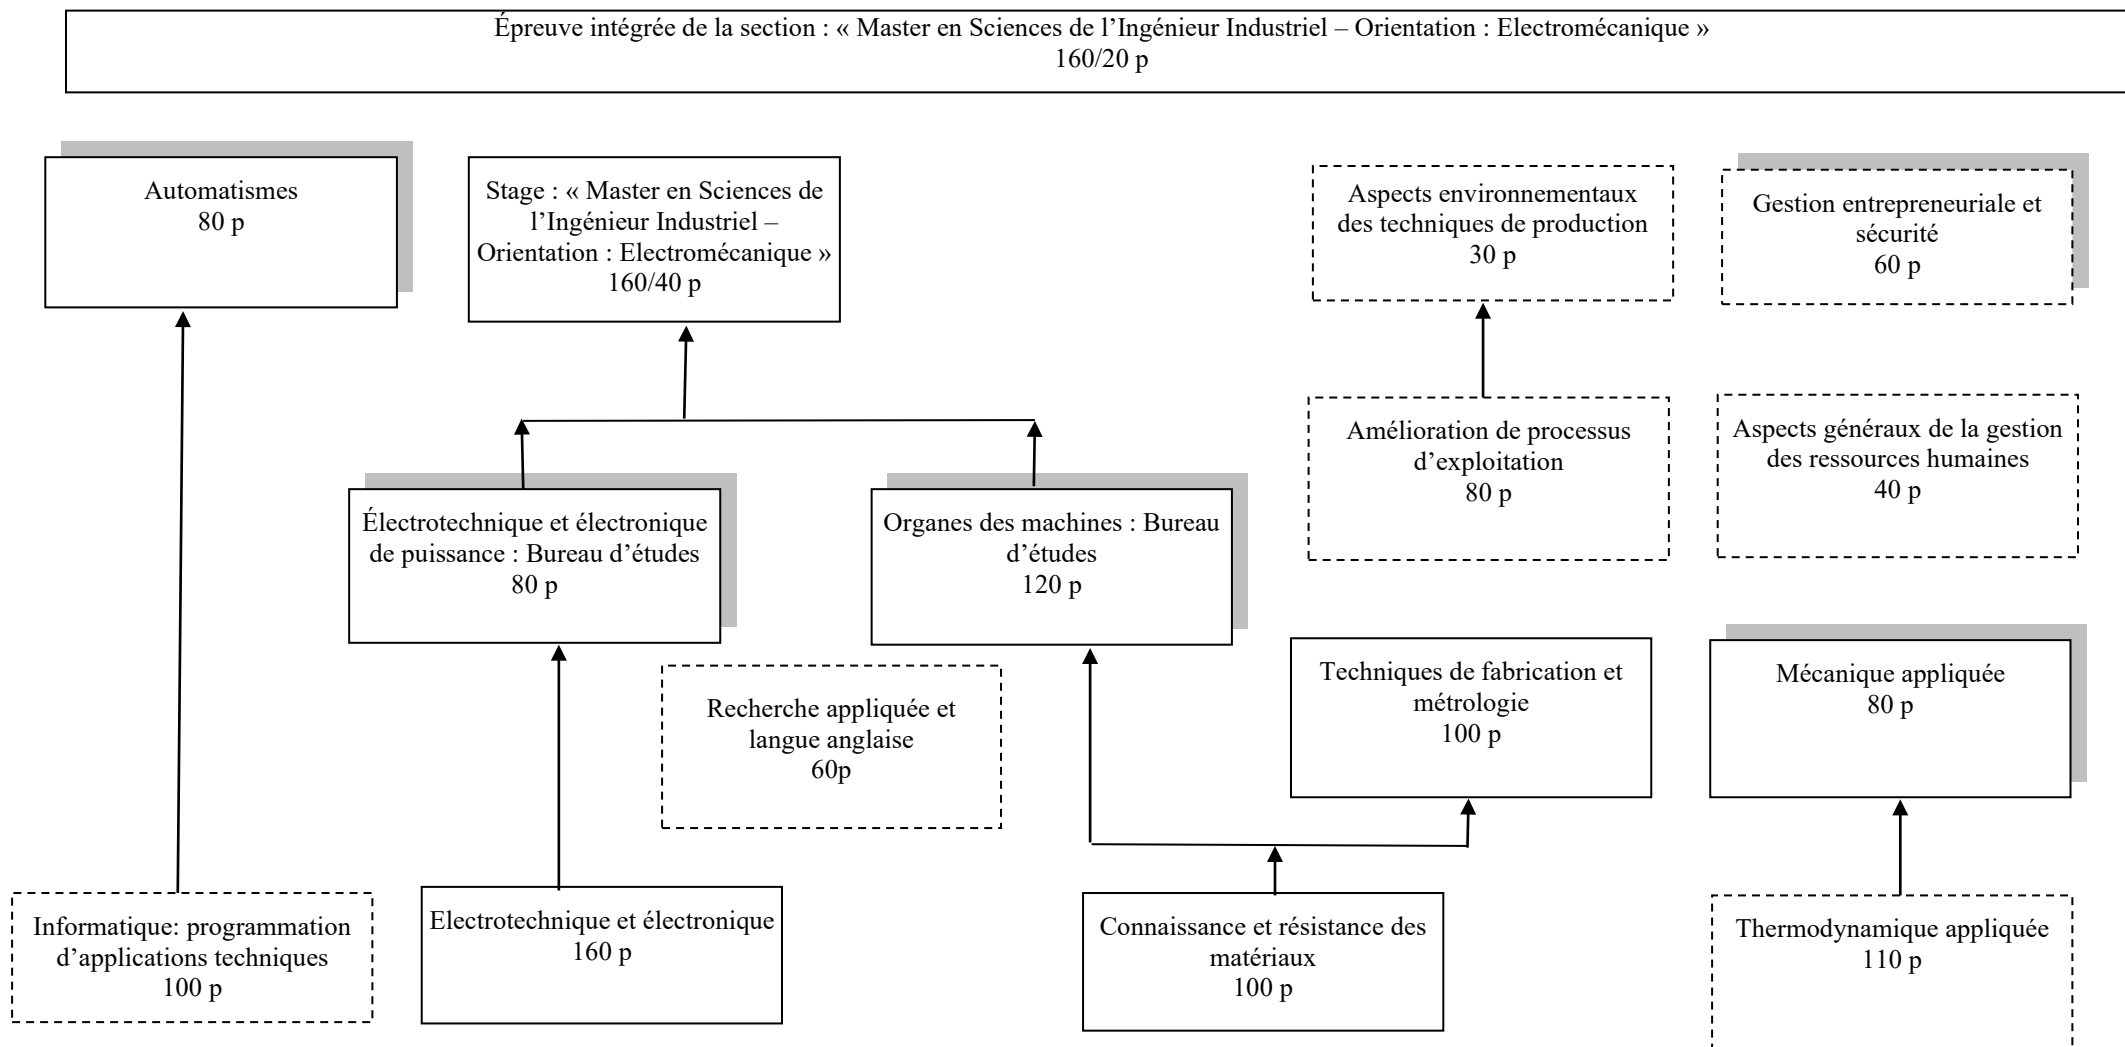 Épreuve intégrée de la section : « Master en Sciences de l’Ingénieur Industriel – Orientation : Electromécanique »
160/20 p
Automatismes
80 p
Stage : « Master en Sciences de
l’Ingénieur Industriel –
Orientation : Electromécanique »
160/40 p
Aspects environnementaux
des techniques de production
30 p
Gestion entrepreneuriale et
sécurité
60 p
Amélioration de processus
d’exploitation
80 p
Aspects généraux de la gestion
des ressources humaines
40 p
Électrotechnique et électronique
de puissance : Bureau d’études
80 p
Organes des machines : Bureau
d’études
120 p
Recherche appliquée et
langue anglaise
60p
Techniques de fabrication et
métrologie
100 p
Mécanique appliquée
80 p
Informatique: programmation
d’applications techniques
100 p
Electrotechnique et électronique
160 p
Connaissance et résistance des
matériaux
100 p
Thermodynamique appliquée
110 p